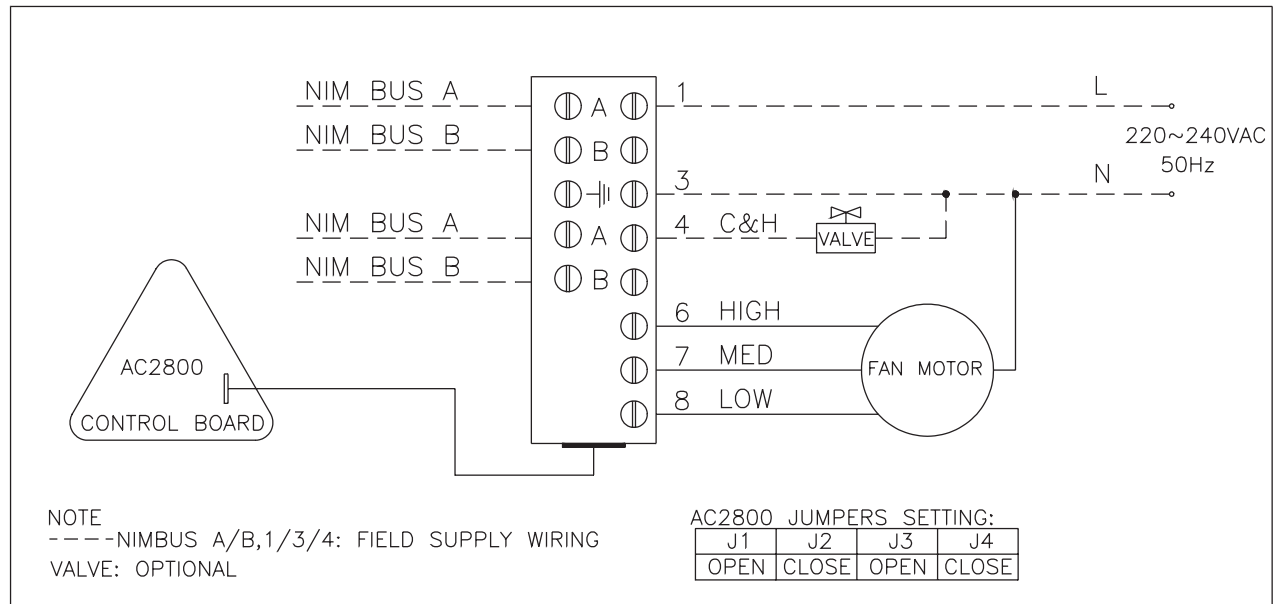 NIM BUS A
A
1
L
NIM BUS B
B
220~240VAC
50Hz
3
N
NIM BUS A
A
4
C&H
VALVE
NIM BUS B
B
6
HIGH
7
MED
FAN MOTOR
8
LOW
AC2800
CONTROL BOARD
NOTE
----NIMBUS A/B,1/3/4: FIELD SUPPLY WIRING
VALVE: OPTIONAL
AC2800 JUMPERS SETTING:
J1 J2 J3 J4
OPEN CLOSE OPEN CLOSE